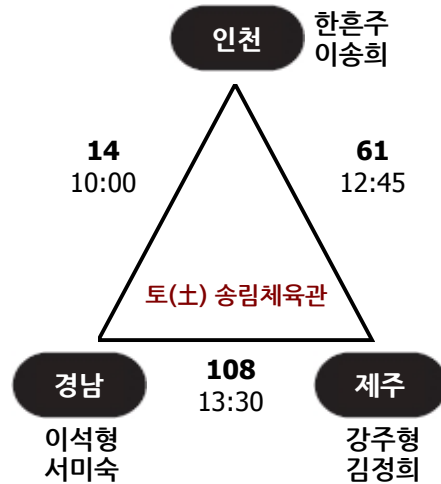 인천
한흔주
이송희
14
10:00
61
12:45
토(土) 송림체육관
경남
108
13:30
제주
이석형
서미숙
강주형
김정희